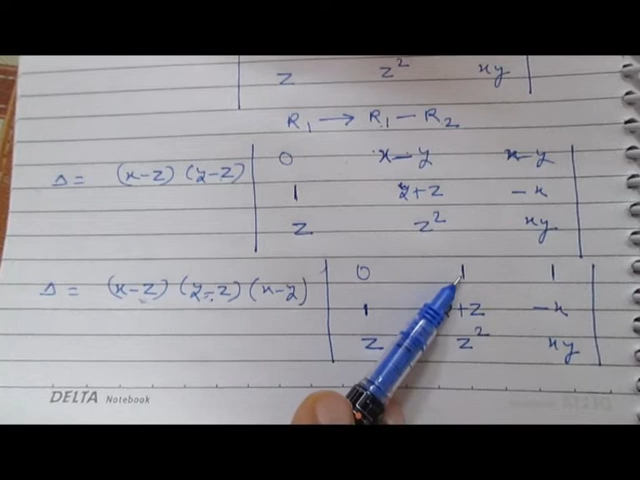 z z² xy
R₁ → R₁ − R₂
0 x−y x−y
Δ = (x−z) (y−z)
1 y+z −x
z z² xy
0 1 1
Δ = (x−z) (y−z) (x−y)
1 +z −x
z z² xy
DELTA Notebook